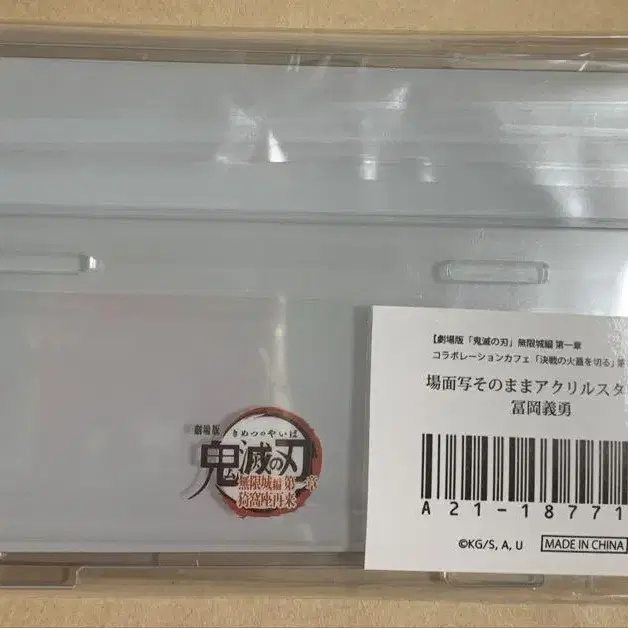 【劇場版「鬼滅の刃」無限城編 第一章
コラボレーションカフェ「決戦の火蓋を切る」第
場面写そのままアクリルスタ
冨岡義勇
A21-18771
©KG/S, A, U
MADE IN CHINA
劇場版
きめつのやいば
鬼滅の刃
無限城編 第一章
猗窩座再来